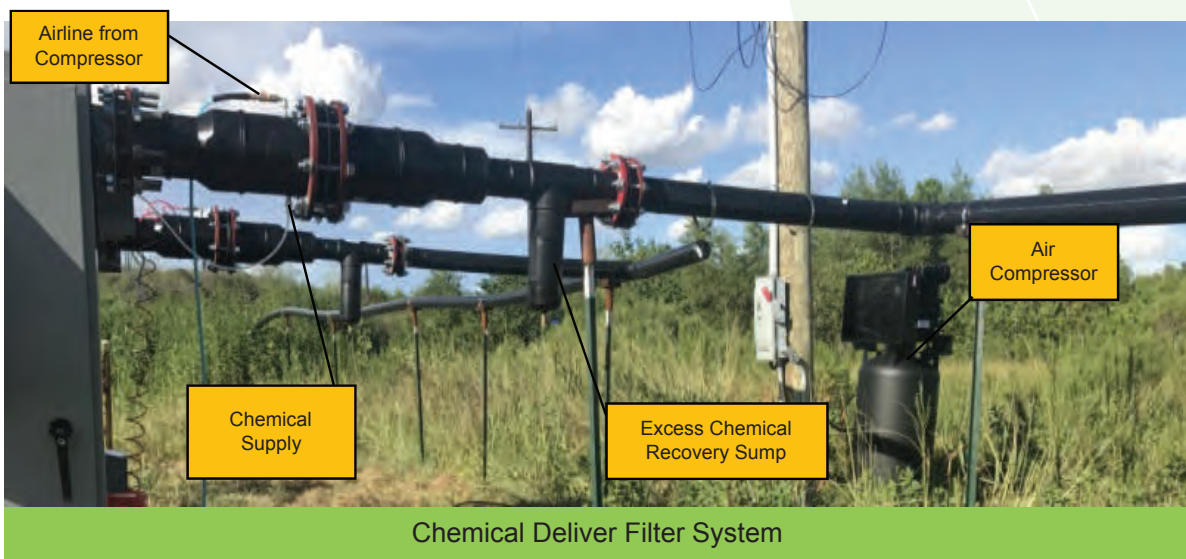 Airline from
Compressor
Air
Compressor
Chemical
Supply
Excess Chemical
Recovery Sump
Chemical Deliver Filter System